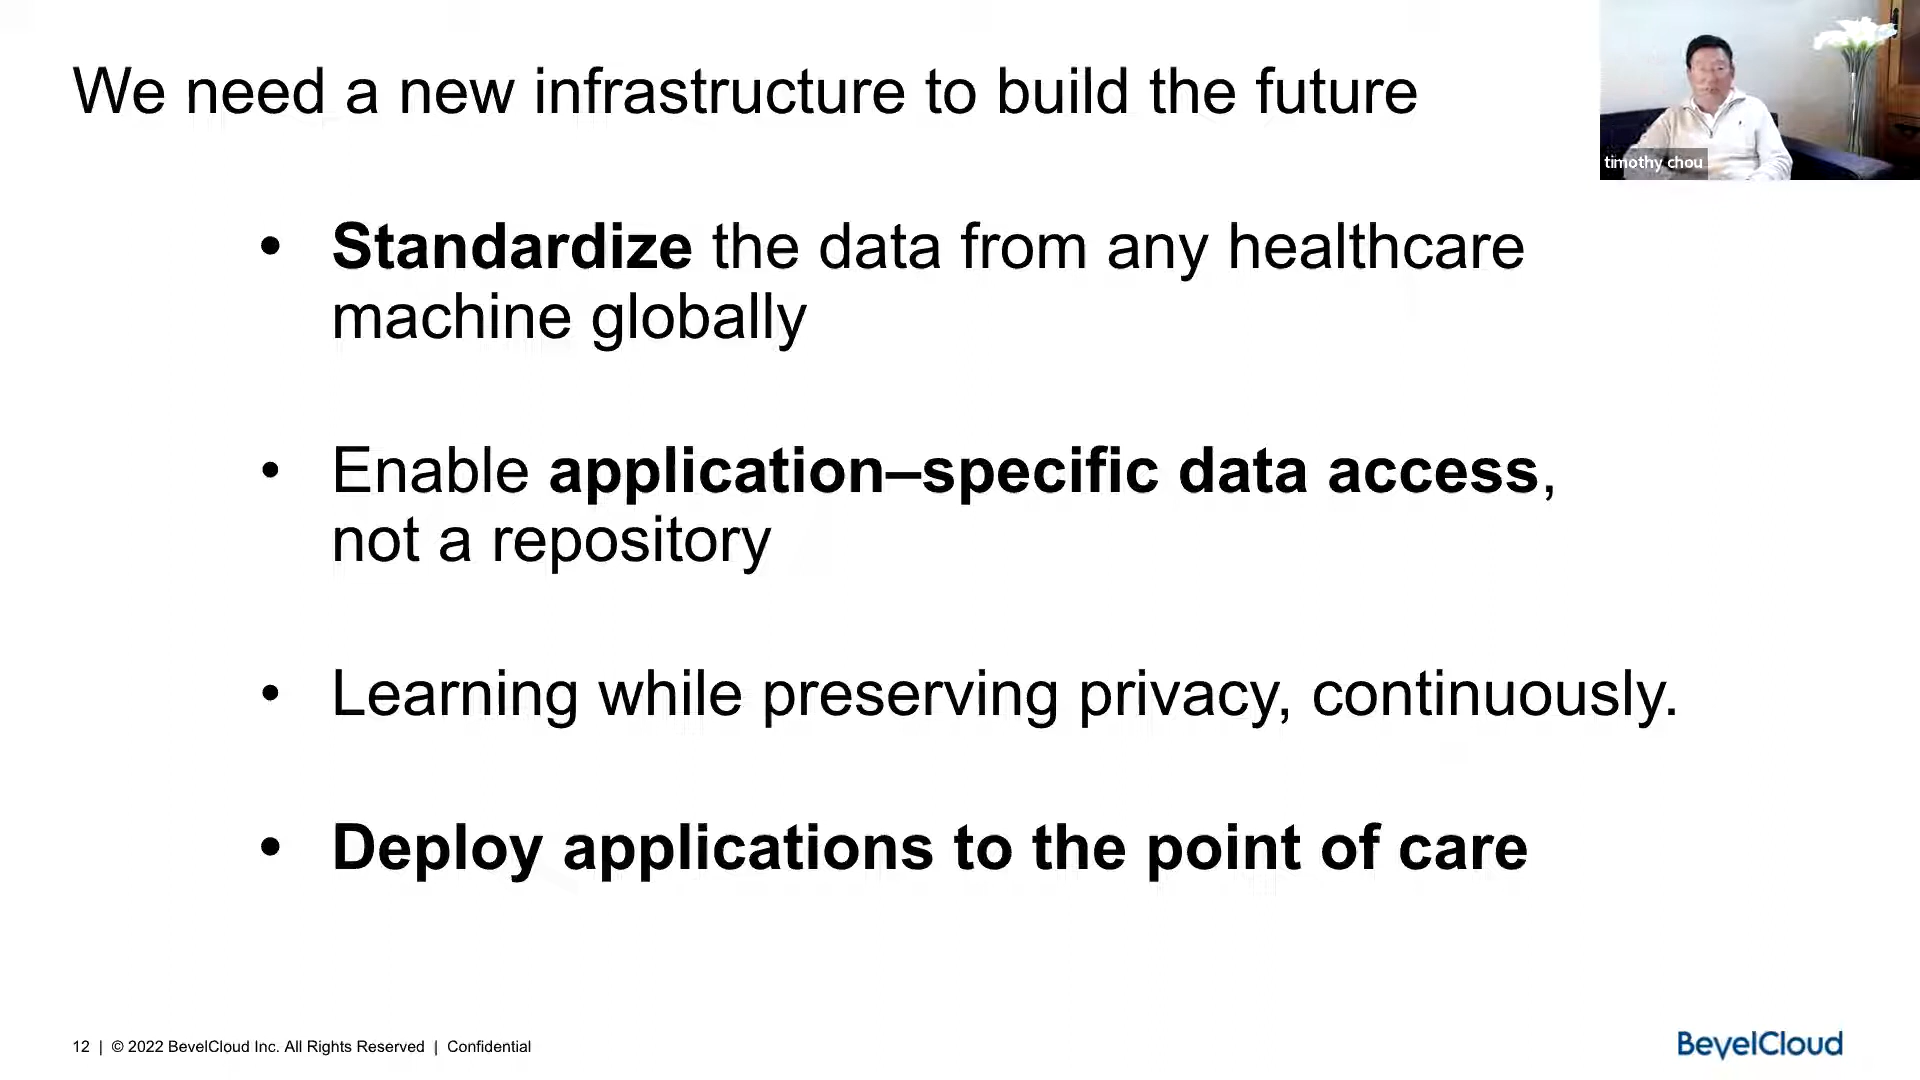 We need a new infrastructure to build the future
timothy chou
• Standardize the data from any healthcare
machine globally
• Enable application–specific data access,
not a repository
• Learning while preserving privacy, continuously.
• Deploy applications to the point of care
12 | © 2022 BevelCloud Inc. All Rights Reserved | Confidential
BevelCloud